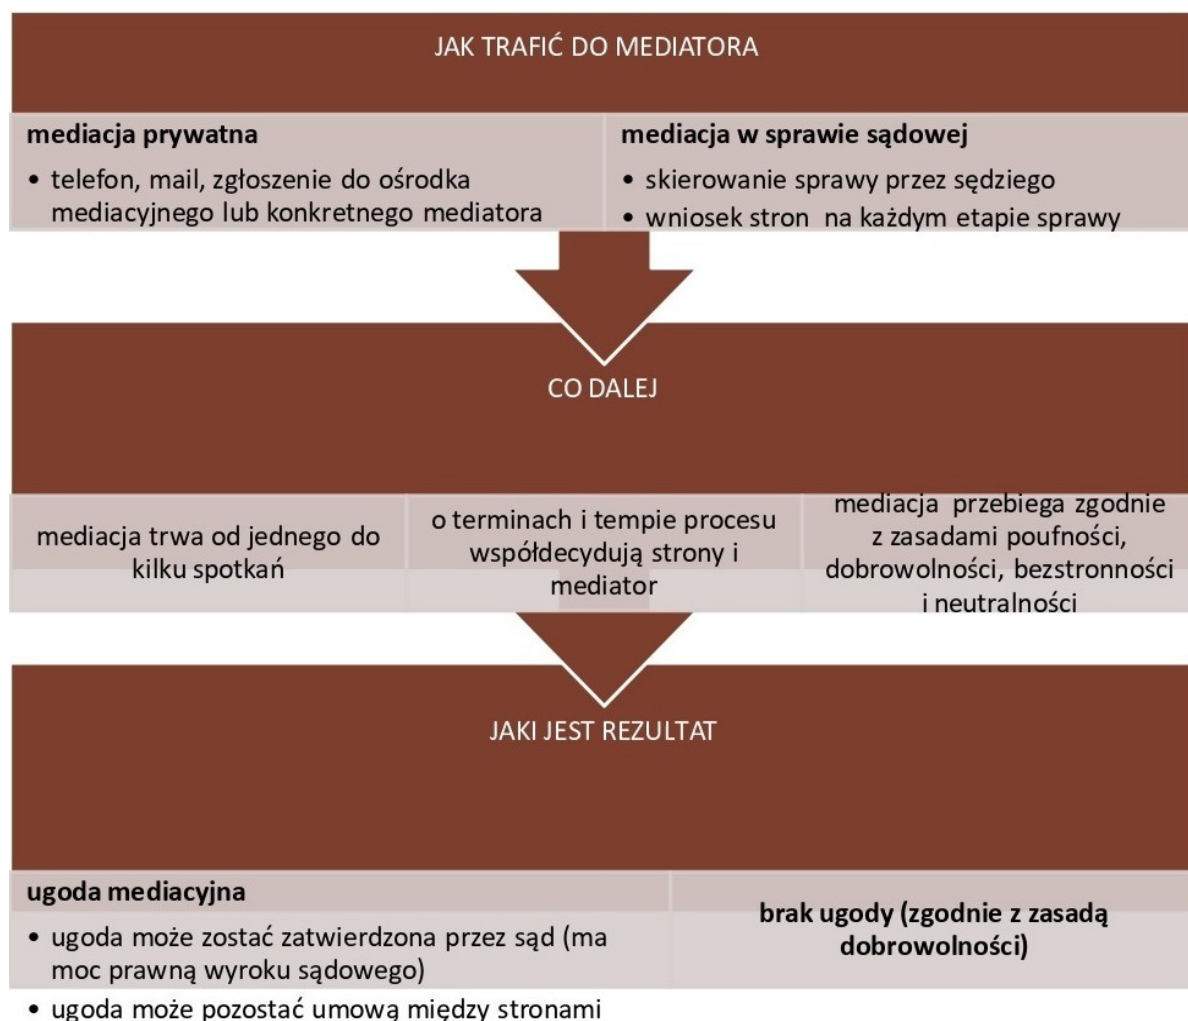 JAK TRAFIĆ DO MEDIATORA
mediacja prywatna
• telefon, mail, zgłoszenie do ośrodka
mediacyjnego lub konkretnego mediatora
mediacja w sprawie sądowej
• skierowanie sprawy przez sędziego
• wniosek stron na każdym etapie sprawy
CO DALEJ
mediacja trwa od jednego do
kilku spotkań
o terminach i tempie procesu
współdecydują strony i
mediator
mediacja przebiega zgodnie
z zasadami poufności,
dobrowolności, bezstronności
i neutralności
JAKI JEST REZULTAT
ugoda mediacyjna
• ugoda może zostać zatwierdzona przez sąd (ma
moc prawną wyroku sądowego)
• ugoda może pozostać umową między stronami
brak ugody (zgodnie z zasadą
dobrowolności)